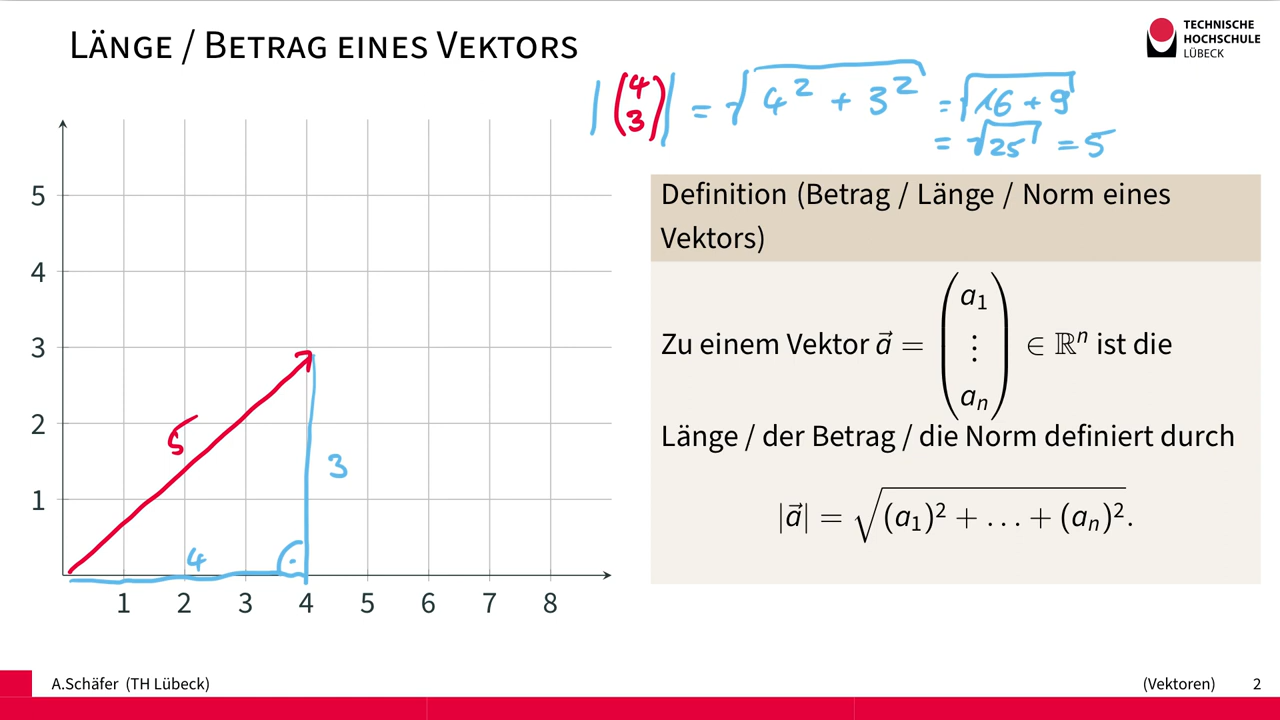 LÄNGE / BETRAG EINES VEKTORS
TECHNISCHE
HOCHSCHULE
LÜBECK
|(4 3)| = √(4² + 3²) = √(16 + 9)
= √25 = 5
Definition (Betrag / Länge / Norm eines
Vektors)
Zu einem Vektor a⃗ = (a₁ ⋮ aₙ) ∈ ℝⁿ ist die
Länge / der Betrag / die Norm definiert durch
|a⃗| = √((a₁)² + … + (aₙ)²).
5
4
3
2
1
5
3
4
1 2 3 4 5 6 7 8
A.Schäfer (TH Lübeck)
(Vektoren) 2